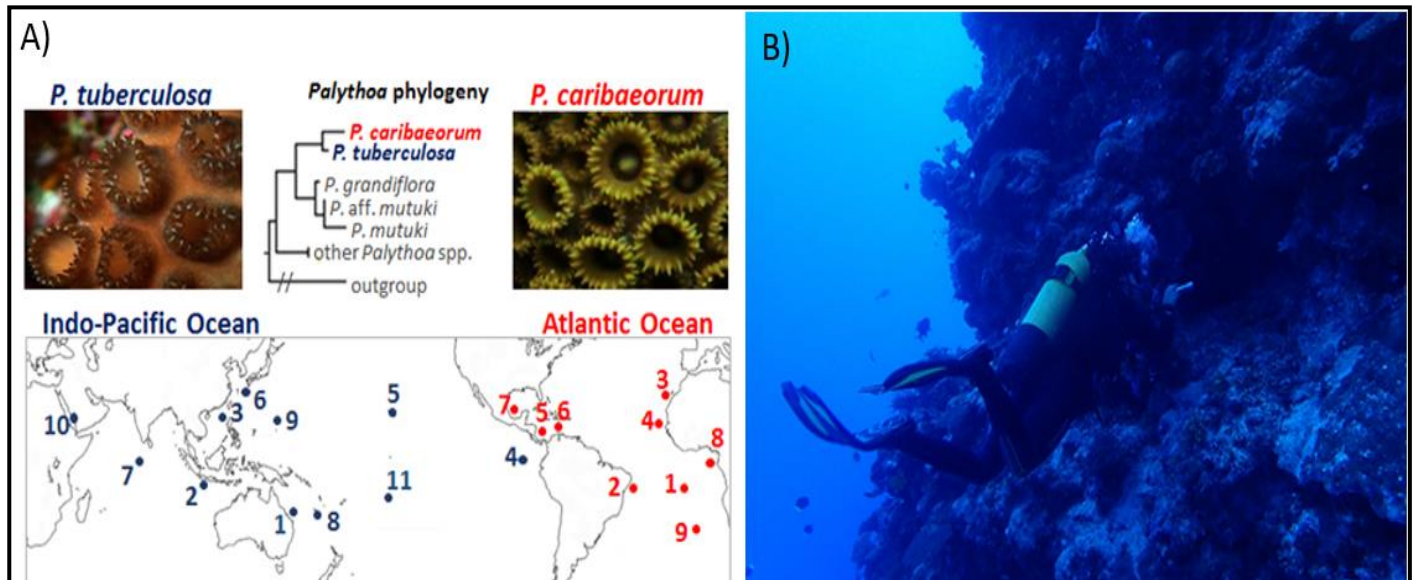 A)
P. tuberculosa
Palythoa phylogeny
P. caribaeorum
P. caribaeorum
P. tuberculosa
P. grandiflora
P. aff. mutuki
P. mutuki
other Palythoa spp.
outgroup
Indo-Pacific Ocean
Atlantic Ocean
10
7
2
3
6
9
1
8
5
11
4
7
5
6
2
3
4
8
1
9
B)